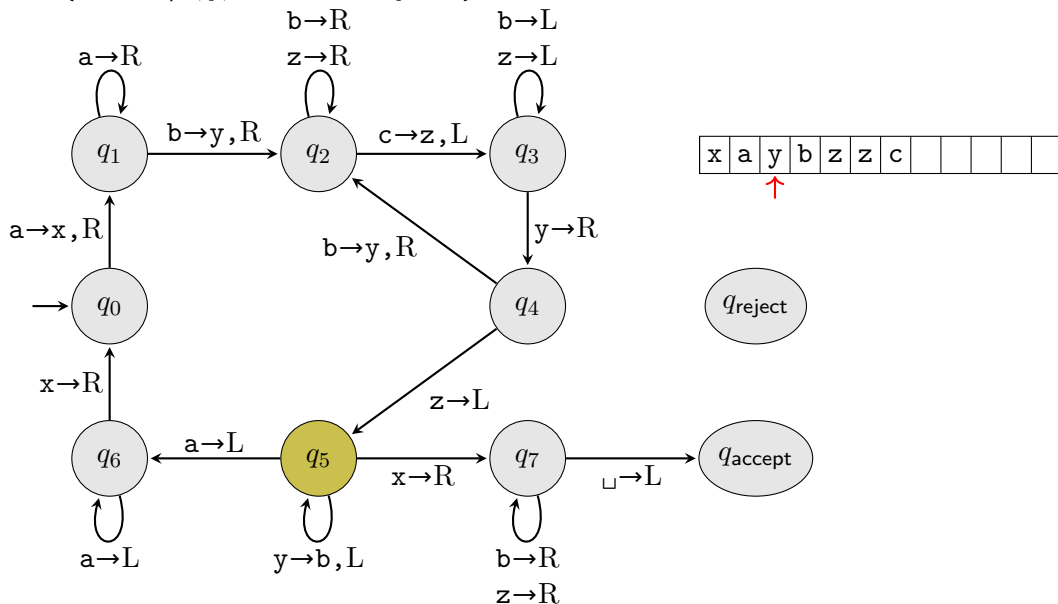 b→R
z→R
b→L
z→L
a→R
q1
b→y,R
q2
c→z,L
q3
x a y b z z c
↑
a→x,R
b→y,R
y→R
q0
q4
qreject
x→R
z→L
q6
a→L
q5
x→R
q7
␣→L
qaccept
a→L
y→b,L
b→R
z→R